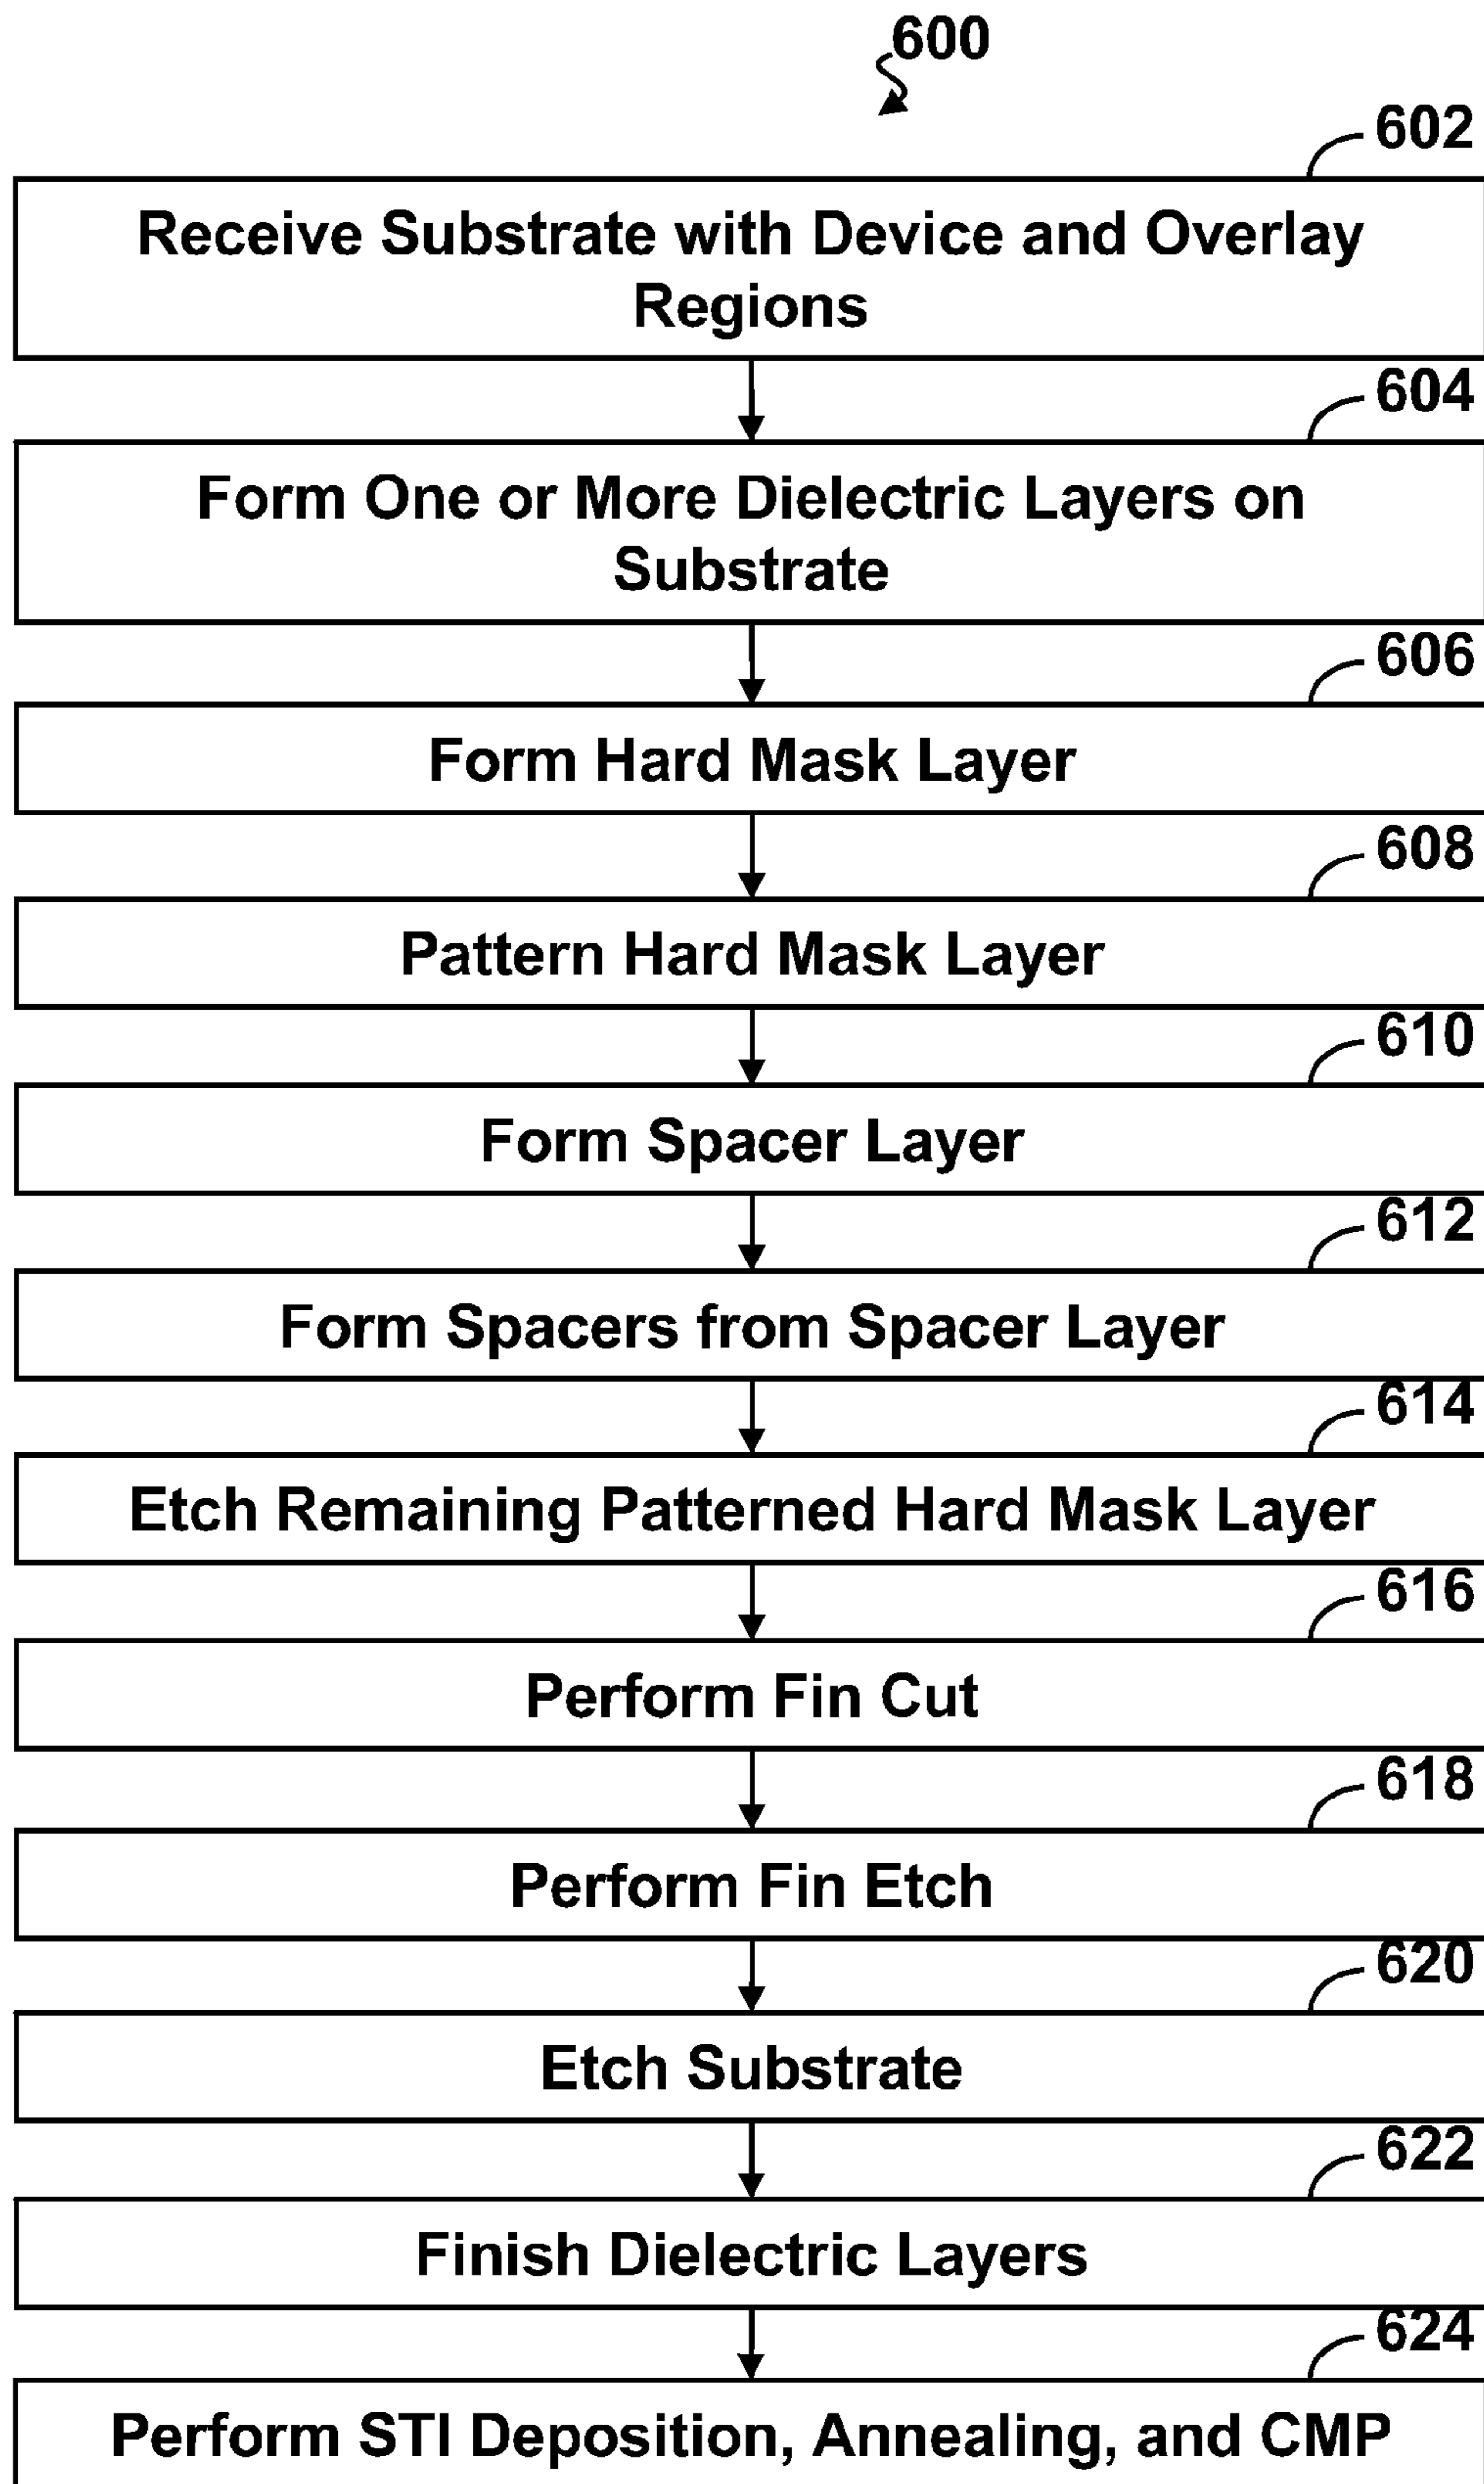 600
602
Receive Substrate with Device and Overlay
Regions
604
Form One or More Dielectric Layers on
Substrate
606
Form Hard Mask Layer
608
Pattern Hard Mask Layer
610
Form Spacer Layer
612
Form Spacers from Spacer Layer
614
Etch Remaining Patterned Hard Mask Layer
616
Perform Fin Cut
618
Perform Fin Etch
620
Etch Substrate
622
Finish Dielectric Layers
624
Perform STI Deposition, Annealing, and CMP